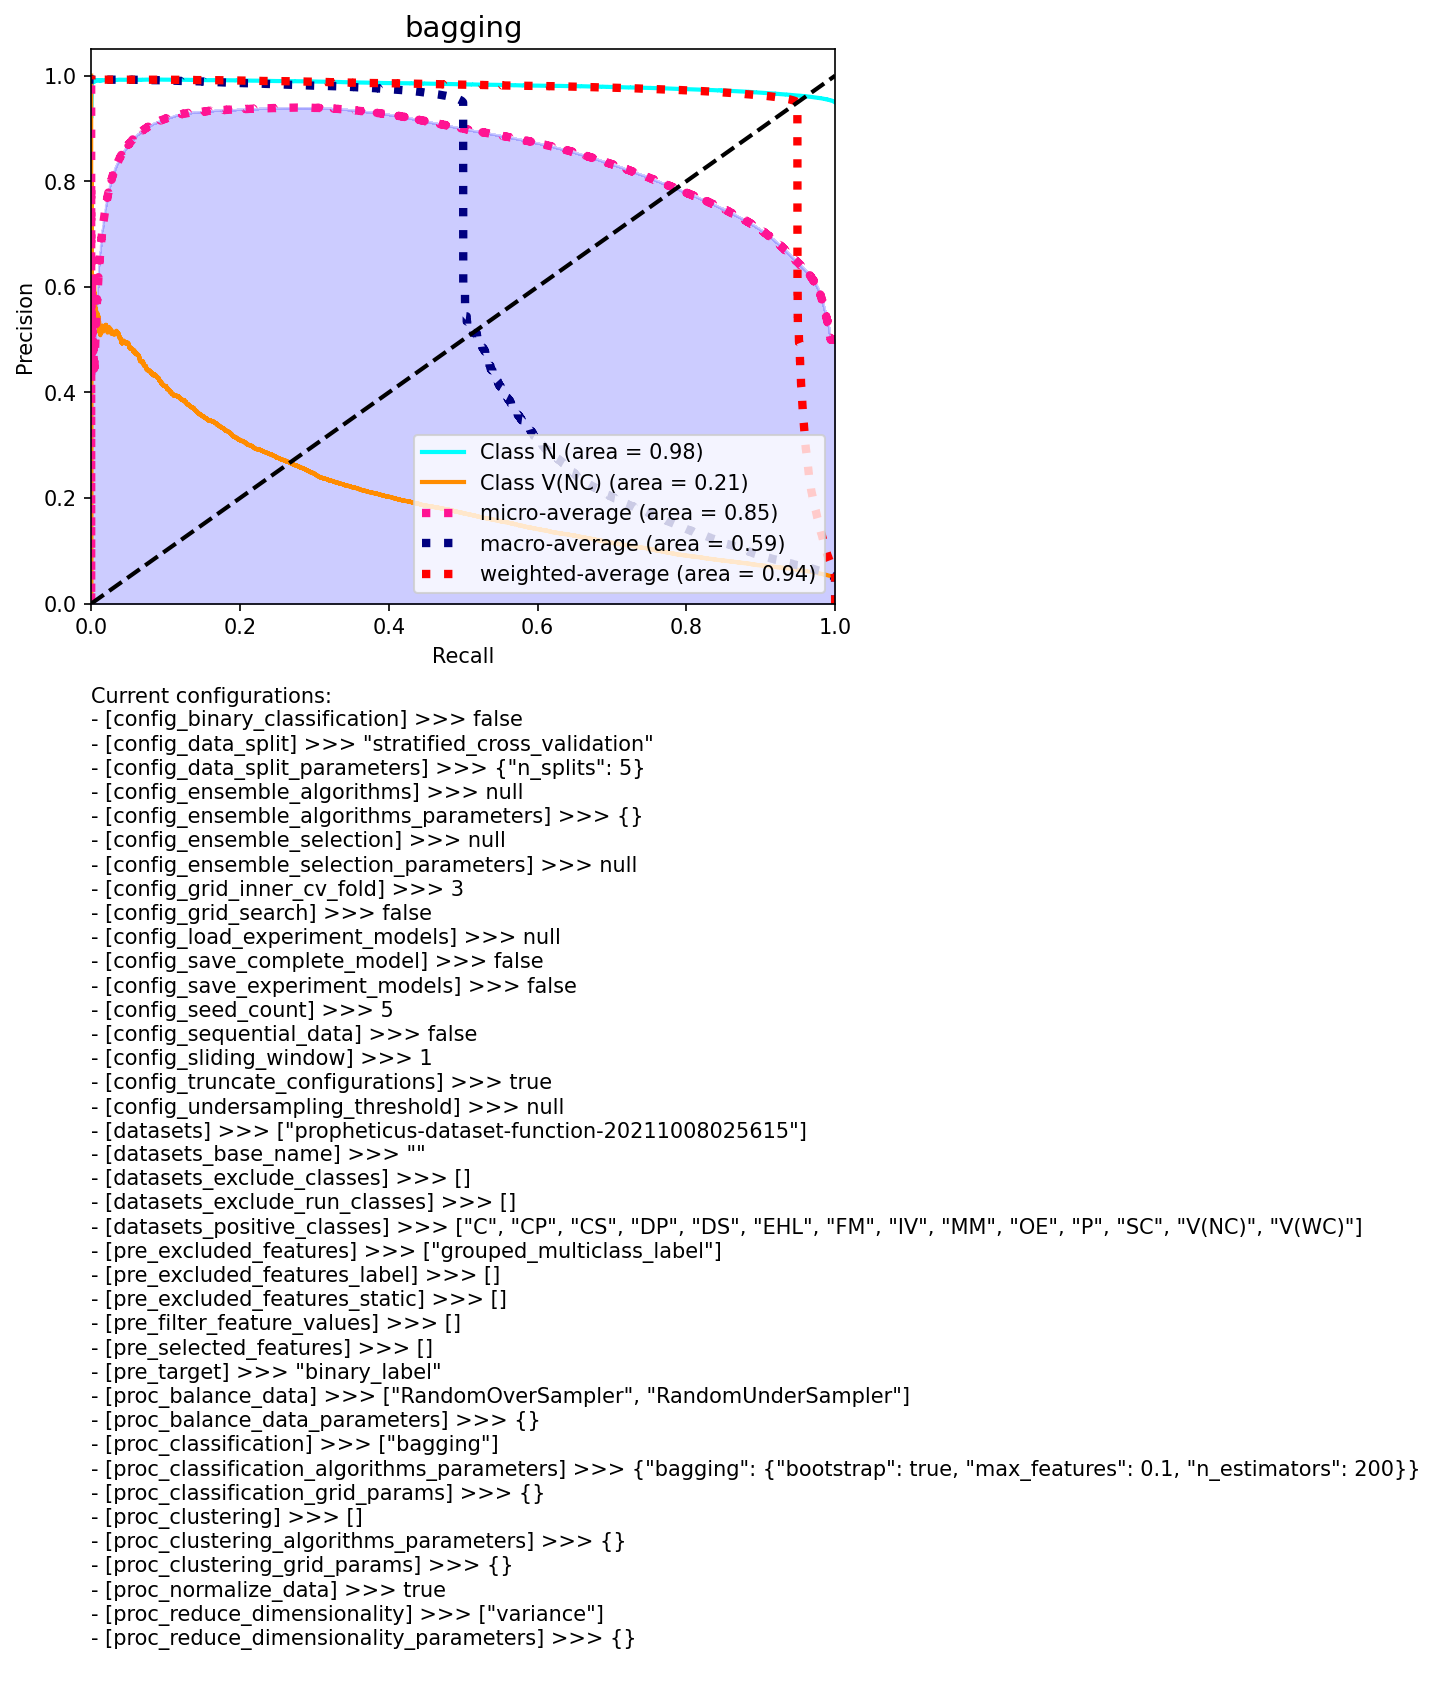 bagging
1.0
0.8
0.6
0.4
0.2
0.0
Precision
Class N (area = 0.98)
Class V(NC) (area = 0.21)
micro-average (area = 0.85)
macro-average (area = 0.59)
weighted-average (area = 0.94)
0.0 0.2 0.4 0.6 0.8 1.0
Recall
Current configurations:
- [config_binary_classification] >>> false
- [config_data_split] >>> "stratified_cross_validation"
- [config_data_split_parameters] >>> {"n_splits": 5}
- [config_ensemble_algorithms] >>> null
- [config_ensemble_algorithms_parameters] >>> {}
- [config_ensemble_selection] >>> null
- [config_ensemble_selection_parameters] >>> null
- [config_grid_inner_cv_fold] >>> 3
- [config_grid_search] >>> false
- [config_load_experiment_models] >>> null
- [config_save_complete_model] >>> false
- [config_save_experiment_models] >>> false
- [config_seed_count] >>> 5
- [config_sequential_data] >>> false
- [config_sliding_window] >>> 1
- [config_truncate_configurations] >>> true
- [config_undersampling_threshold] >>> null
- [datasets] >>> ["propheticus-dataset-function-20211008025615"]
- [datasets_base_name] >>> ""
- [datasets_exclude_classes] >>> []
- [datasets_exclude_run_classes] >>> []
- [datasets_positive_classes] >>> ["C", "CP", "CS", "DP", "DS", "EHL", "FM", "IV", "MM", "OE", "P", "SC", "V(NC)", "V(WC)"]
- [pre_excluded_features] >>> ["grouped_multiclass_label"]
- [pre_excluded_features_label] >>> []
- [pre_excluded_features_static] >>> []
- [pre_filter_feature_values] >>> []
- [pre_selected_features] >>> []
- [pre_target] >>> "binary_label"
- [proc_balance_data] >>> ["RandomOverSampler", "RandomUnderSampler"]
- [proc_balance_data_parameters] >>> {}
- [proc_classification] >>> ["bagging"]
- [proc_classification_algorithms_parameters] >>> {"bagging": {"bootstrap": true, "max_features": 0.1, "n_estimators": 200}}
- [proc_classification_grid_params] >>> {}
- [proc_clustering] >>> []
- [proc_clustering_algorithms_parameters] >>> {}
- [proc_clustering_grid_params] >>> {}
- [proc_normalize_data] >>> true
- [proc_reduce_dimensionality] >>> ["variance"]
- [proc_reduce_dimensionality_parameters] >>> {}